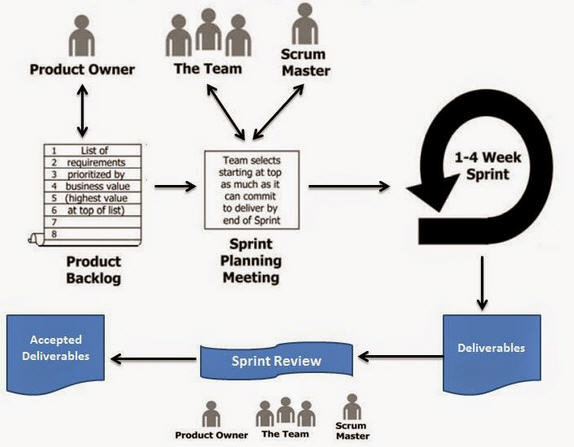 Product Owner
The Team
Scrum
Master
1 List of
2 requirements
3 prioritized by
4 business value
5 (highest value
6 at top of list)
7
8
Product
Backlog
Team selects
starting at top
as much as it
can commit
to deliver by
end of Sprint
Sprint
Planning
Meeting
1-4 Week
Sprint
Accepted
Deliverables
Sprint Review
Deliverables
Product Owner
The Team
Scrum
Master